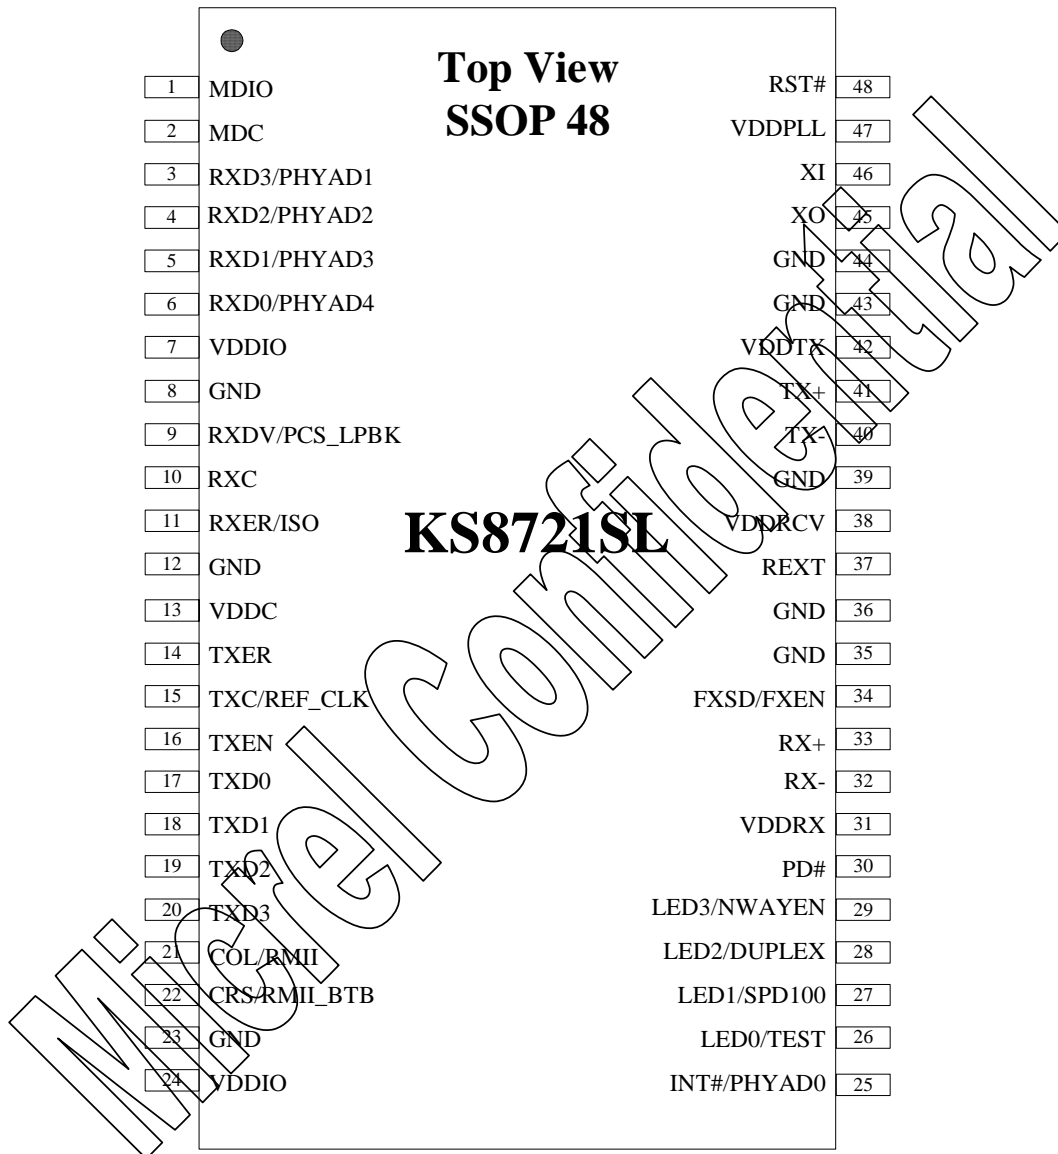 Top View
SSOP 48
KS8721SL
1 MDIO
2 MDC
3 RXD3/PHYAD1
4 RXD2/PHYAD2
5 RXD1/PHYAD3
6 RXD0/PHYAD4
7 VDDIO
8 GND
9 RXDV/PCS_LPBK
10 RXC
11 RXER/ISO
12 GND
13 VDDC
14 TXER
15 TXC/REF_CLK
16 TXEN
17 TXD0
18 TXD1
19 TXD2
20 TXD3
21 COL/RMII
22 CRS/RMII_BTB
23 GND
24 VDDIO
RST# 48
VDDPLL 47
XI 46
XO 45
GND 44
GND 43
VDDTX 42
TX+ 41
TX- 40
GND 39
VDDRCV 38
REXT 37
GND 36
GND 35
FXSD/FXEN 34
RX+ 33
RX- 32
VDDRX 31
PD# 30
LED3/NWAYEN 29
LED2/DUPLEX 28
LED1/SPD100 27
LED0/TEST 26
INT#/PHYAD0 25
Micrel Confidential